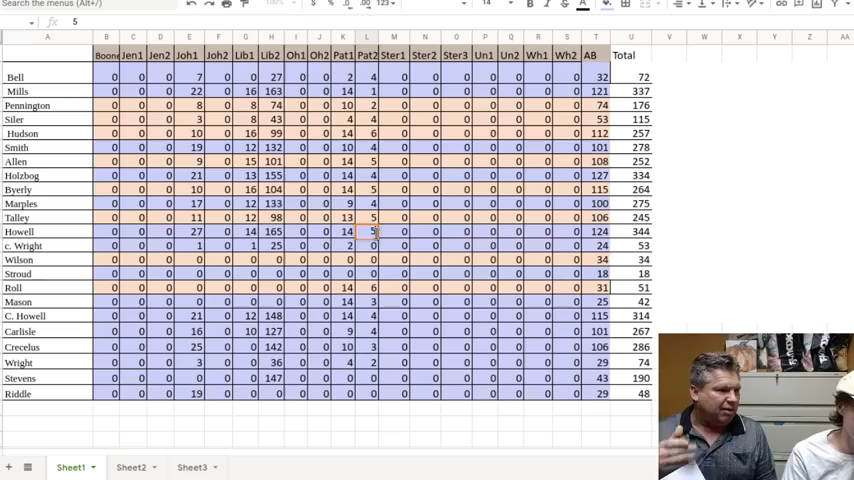 Search the menus (Alt+/)
100% $ % .0 .00 123 14 A
fx 5
A B C D E F G H I J K L M N O P Q R S T U V W X Y Z AA
Boone Jen1 Jen2 Joh1 Joh2 Lib1 Lib2 Oh1 Oh2 Pat1 Pat2 Ster1 Ster2 Ster3 Un1 Un2 Wh1 Wh2 AB Total
Bell 0 0 0 7 0 0 27 0 0 2 4 0 0 0 0 0 0 0 32 72
Mills 0 0 0 22 0 16 163 0 0 14 1 0 0 0 0 0 0 0 121 337
Pennington 0 0 0 8 0 8 74 0 0 10 2 0 0 0 0 0 0 0 74 176
Siler 0 0 0 3 0 8 43 0 0 4 4 0 0 0 0 0 0 0 53 115
Hudson 0 0 0 10 0 16 99 0 0 14 6 0 0 0 0 0 0 0 112 257
Smith 0 0 0 19 0 12 132 0 0 10 4 0 0 0 0 0 0 0 101 278
Allen 0 0 0 9 0 15 101 0 0 14 5 0 0 0 0 0 0 0 108 252
Holzbog 0 0 0 21 0 13 155 0 0 14 4 0 0 0 0 0 0 0 127 334
Byerly 0 0 0 10 0 16 104 0 0 14 5 0 0 0 0 0 0 0 115 264
Marples 0 0 0 17 0 12 133 0 0 9 4 0 0 0 0 0 0 0 100 275
Talley 0 0 0 11 0 12 98 0 0 13 5 0 0 0 0 0 0 0 106 245
Howell 0 0 0 27 0 14 165 0 0 14 5 0 0 0 0 0 0 0 124 344
c. Wright 0 0 0 1 0 1 25 0 0 2 0 0 0 0 0 0 0 0 24 53
Wilson 0 0 0 0 0 0 0 0 0 0 0 0 0 0 0 0 0 0 34 34
Stroud 0 0 0 0 0 0 0 0 0 0 0 0 0 0 0 0 0 0 18 18
Roll 0 0 0 0 0 0 0 0 0 14 6 0 0 0 0 0 0 0 31 51
Mason 0 0 0 0 0 0 0 0 0 14 3 0 0 0 0 0 0 0 25 42
C. Howell 0 0 0 21 0 12 148 0 0 14 4 0 0 0 0 0 0 0 115 314
Carlisle 0 0 0 16 0 10 127 0 0 9 4 0 0 0 0 0 0 0 101 267
Crecelus 0 0 0 25 0 0 142 0 0 10 3 0 0 0 0 0 0 0 106 286
Wright 0 0 0 3 0 0 36 0 0 4 2 0 0 0 0 0 0 0 29 74
Stevens 0 0 0 0 0 0 147 0 0 0 0 0 0 0 0 0 0 0 43 190
Riddle 0 0 0 19 0 0 0 0 0 0 0 0 0 0 0 0 0 0 29 48
Sheet1 Sheet2 Sheet3